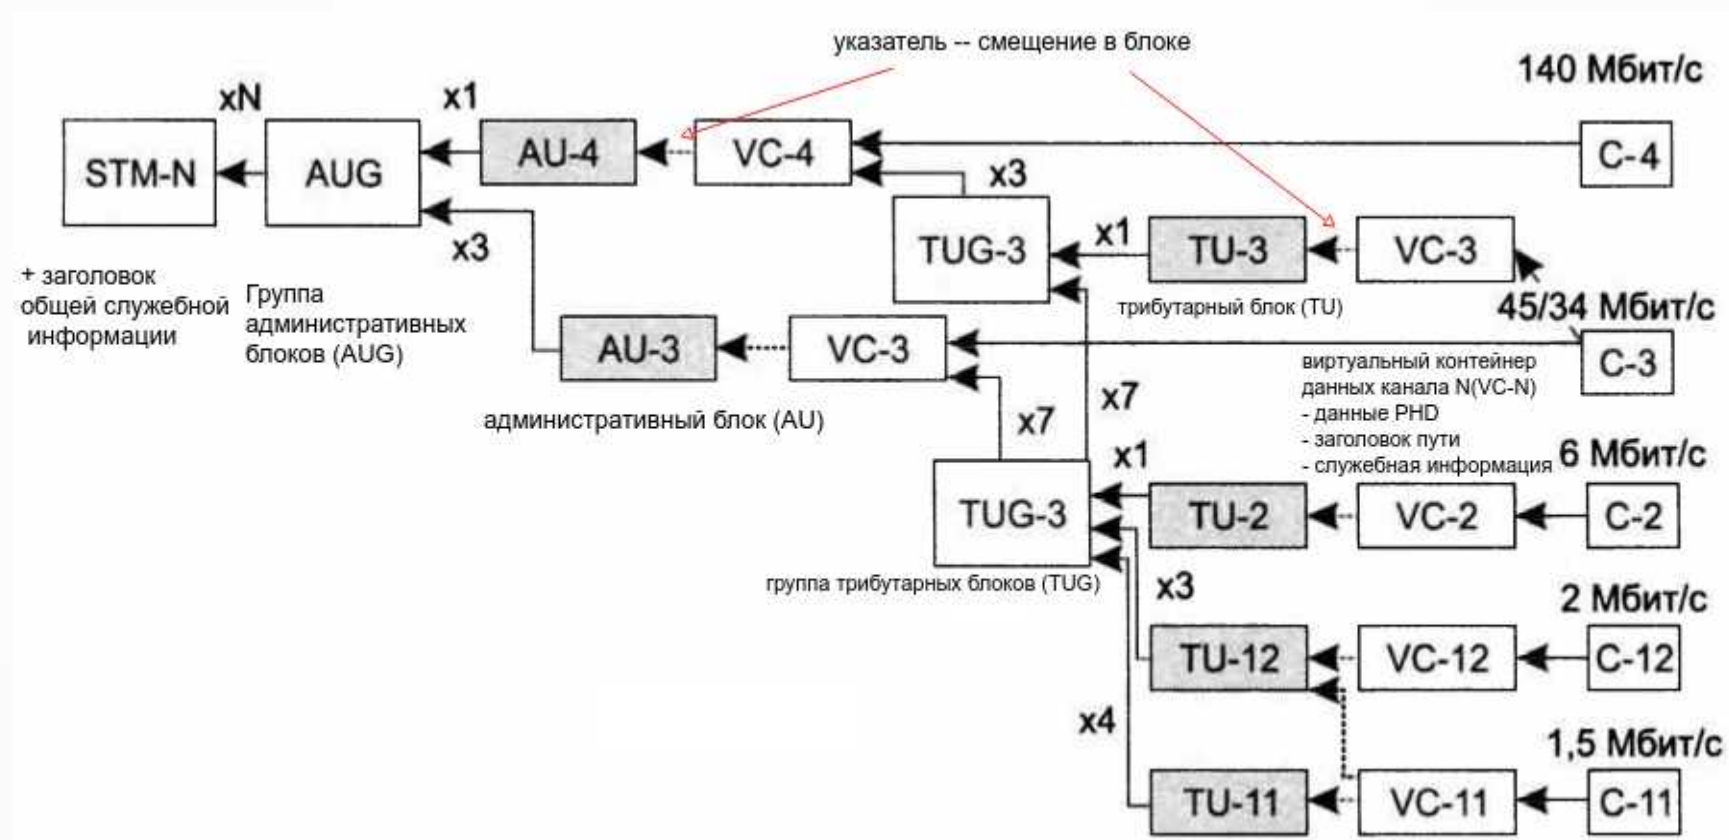 указатель -- смещение в блоке
140 Мбит/с
xN
x1
STM-N
AUG
AU-4
VC-4
C-4
x3
x3
TUG-3
x1
TU-3
VC-3
+ заголовок
общей служебной
информации
Группа
административных
блоков (AUG)
трибутарный блок (TU)
45/34 Мбит/с
AU-3
VC-3
C-3
виртуальный контейнер
данных канала N(VC-N)
- данные PHD
- заголовок пути
- служебная информация
административный блок (AU)
x7
x7
x1
6 Мбит/с
TUG-3
TU-2
VC-2
C-2
группа трибутарных блоков (TUG)
x3
2 Мбит/с
TU-12
VC-12
C-12
x4
1,5 Мбит/с
TU-11
VC-11
C-11